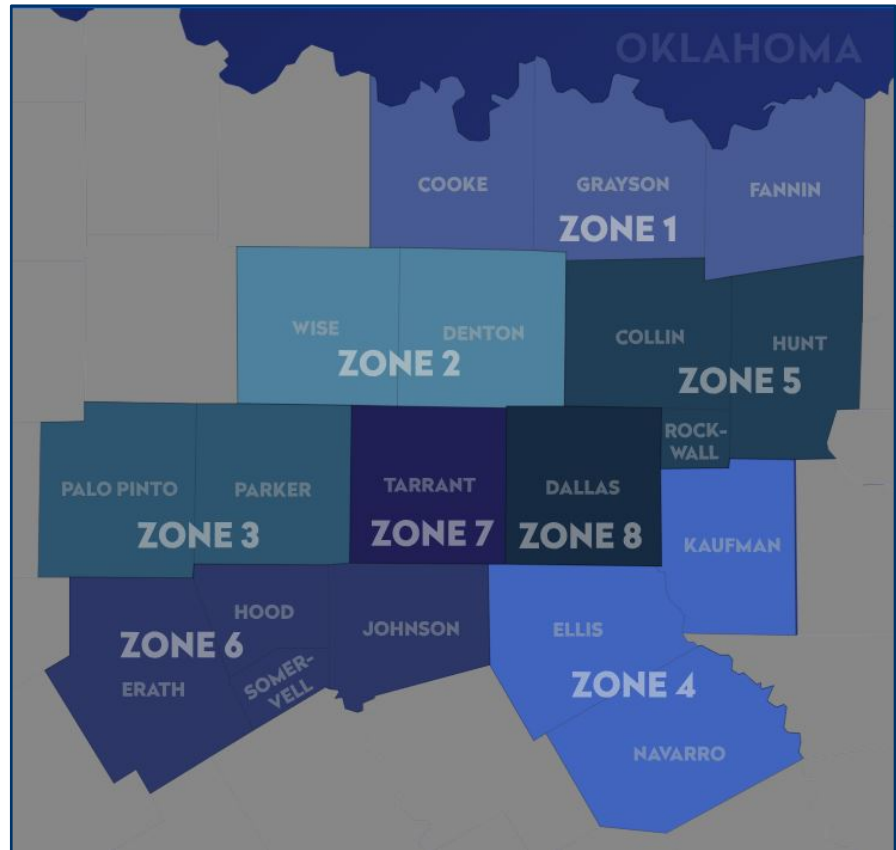 OKLAHOMA
COOKE
GRAYSON
FANNIN
ZONE 1
WISE
DENTON
ZONE 2
COLLIN
HUNT
ZONE 5
ROCK-
WALL
PALO PINTO
PARKER
ZONE 3
TARRANT
ZONE 7
DALLAS
ZONE 8
KAUFMAN
HOOD
JOHNSON
ZONE 6
ERATH
SOMER-
VELL
ELLIS
ZONE 4
NAVARRO